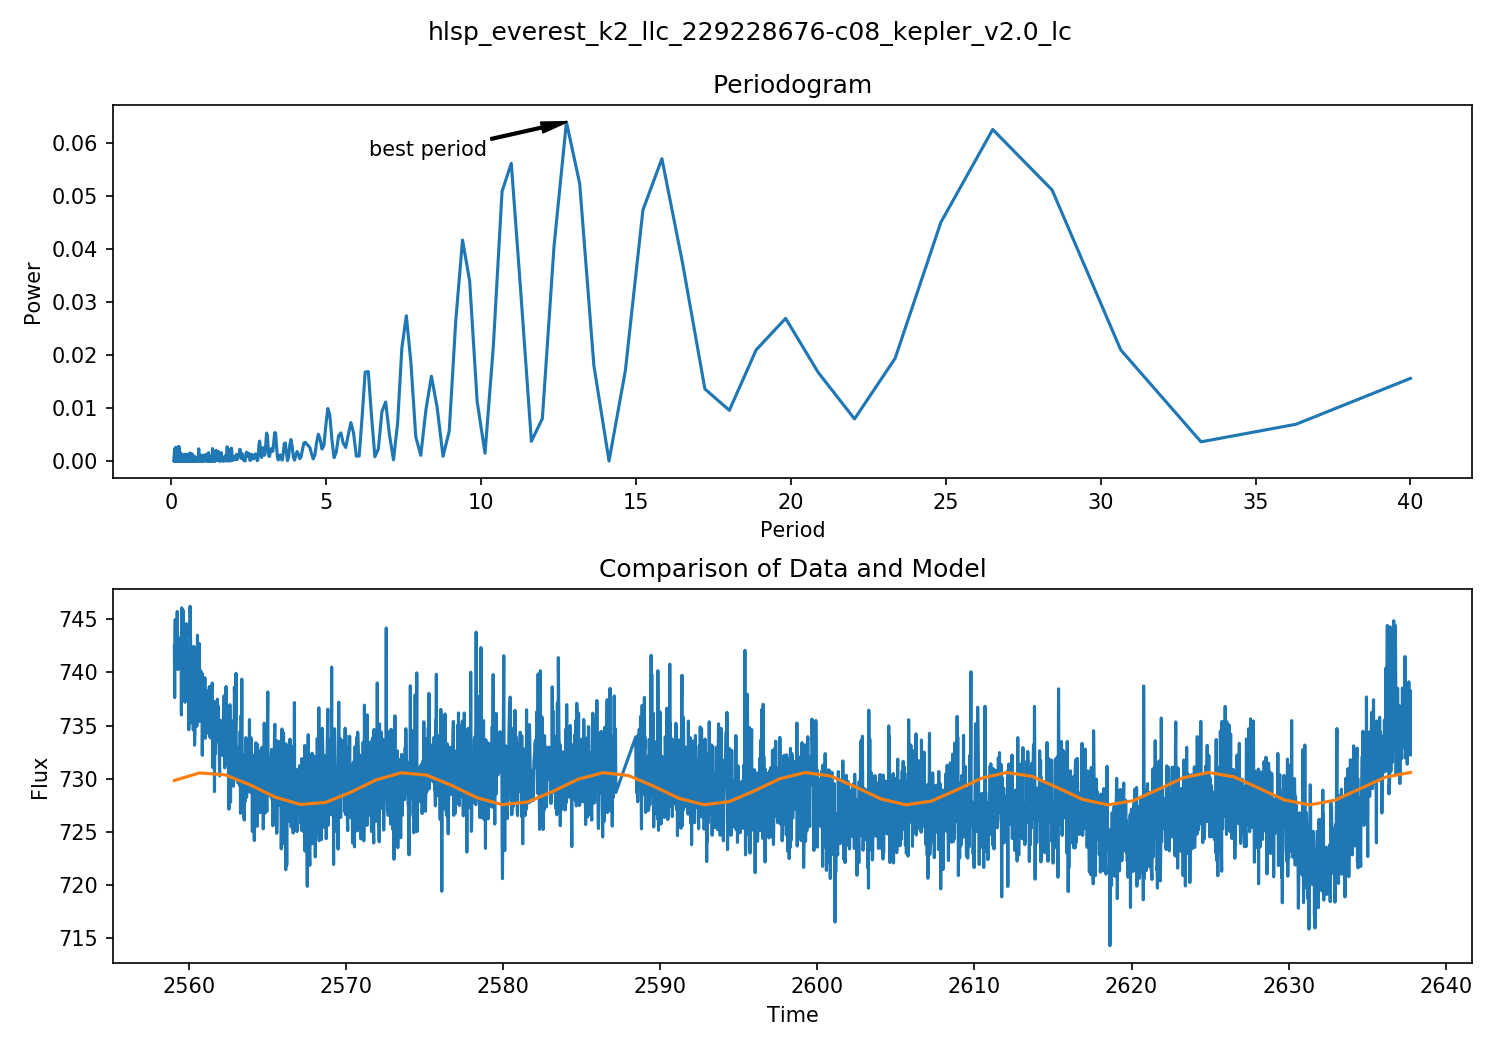 hlsp_everest_k2_llc_229228676-c08_kepler_v2.0_lc
Periodogram
best period
Power
0.06
0.05
0.04
0.03
0.02
0.01
0.00
0 5 10 15 20 25 30 35 40
Period
Comparison of Data and Model
Flux
745
740
735
730
725
720
715
2560 2570 2580 2590 2600 2610 2620 2630 2640
Time